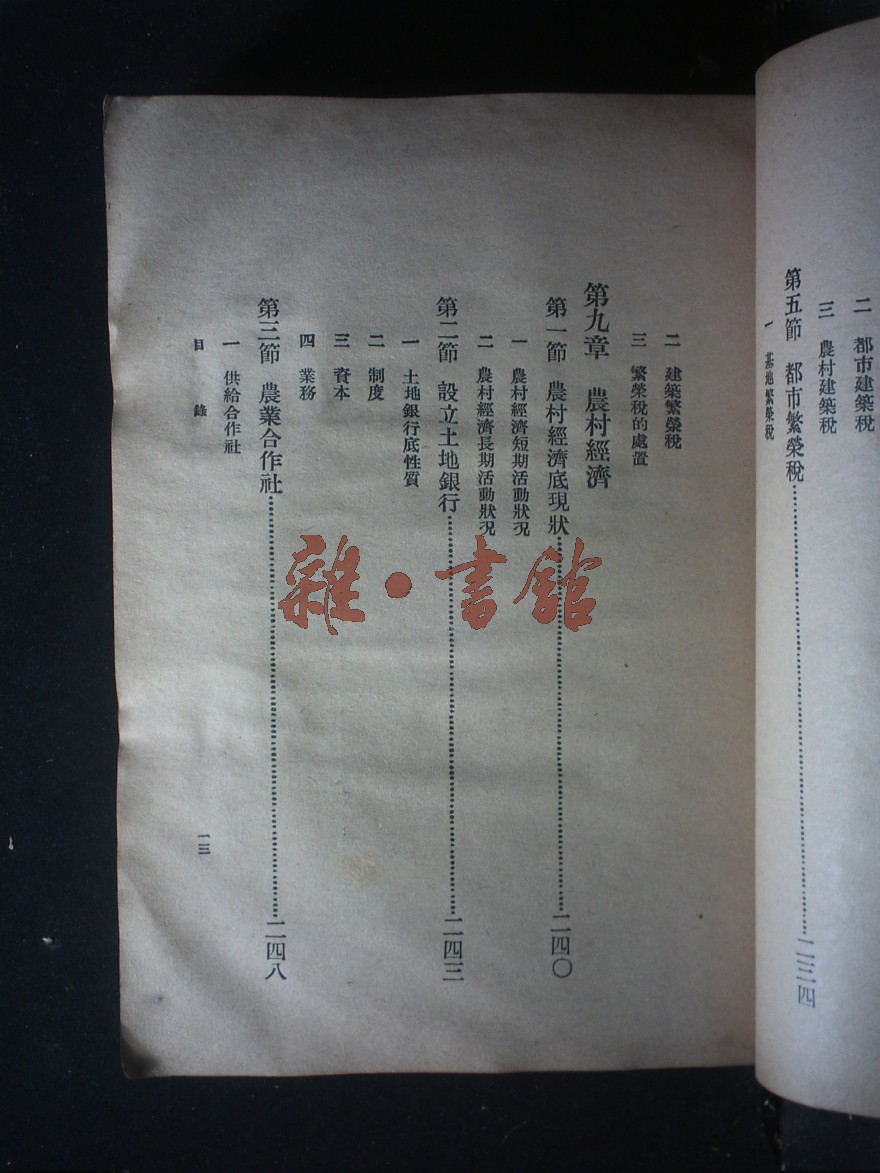 二　都市建築稅
三　農村建築稅
第五節　都市繁榮稅……二三四
一　基地繁榮稅
二　建築繁榮稅
三　繁榮稅的處置
第九章　農村經濟
第一節　農村經濟底現狀……二四〇
一　農村經濟短期活動狀况
二　農村經濟長期活動狀况
第二節　設立土地銀行……二四三
一　土地銀行底性質
二　制度
三　資本
四　業務
第三節　農業合作社……二四八
一　供給合作社
目　錄
一三
雜·書館